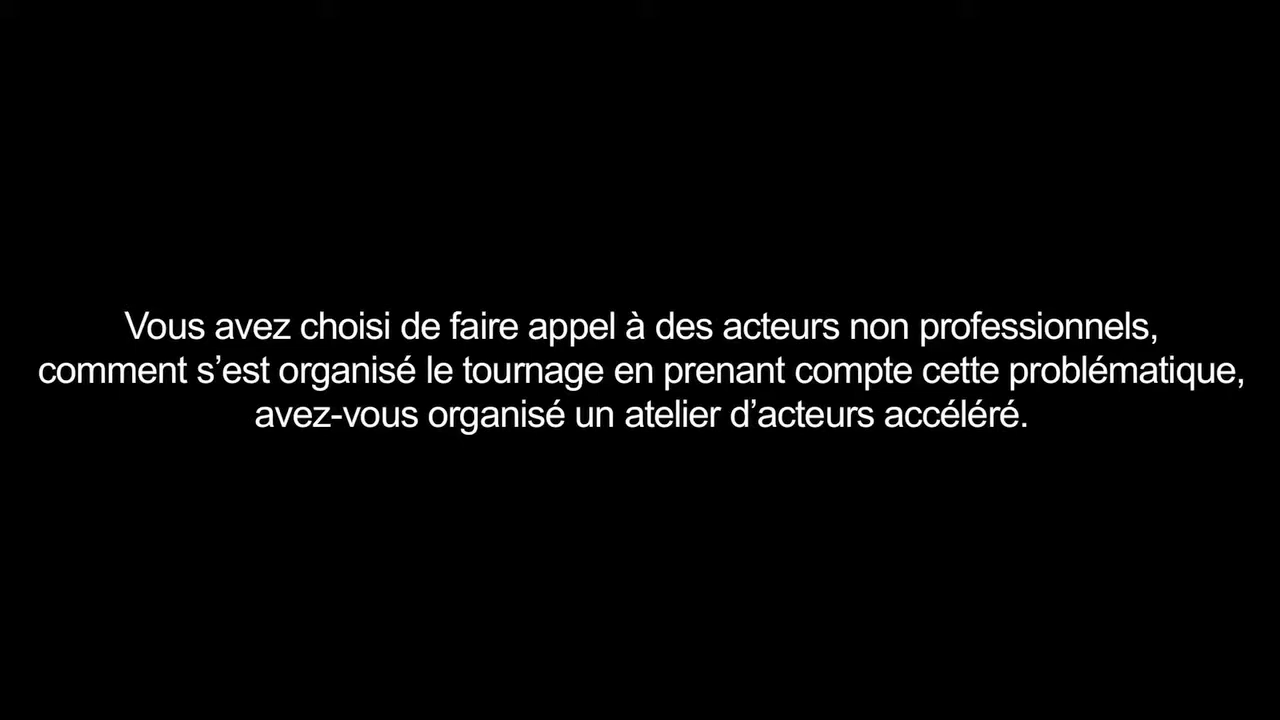 Vous avez choisi de faire appel à des acteurs non professionnels,
comment s’est organisé le tournage en prenant compte cette problématique,
avez-vous organisé un atelier d’acteurs accéléré.